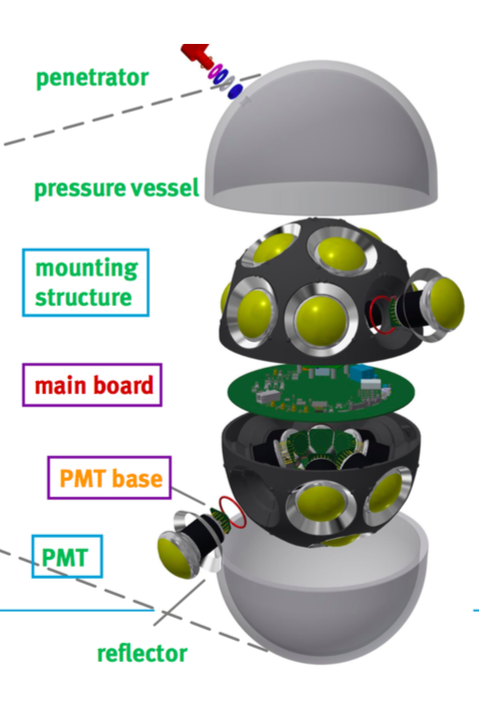 penetrator
pressure vessel
mounting
structure
main board
PMT base
PMT
reflector